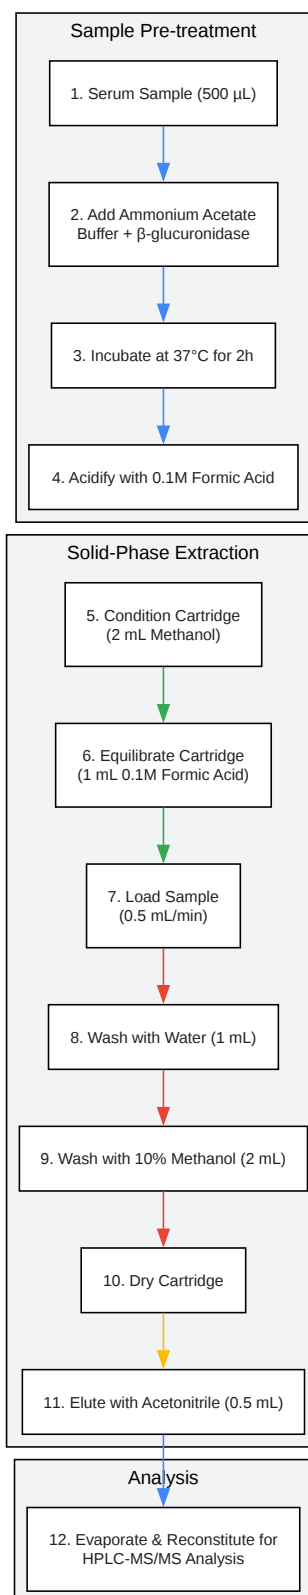 Sample Pre-treatment
1. Serum Sample (500 µL)
2. Add Ammonium Acetate
Buffer + β-glucuronidase
3. Incubate at 37°C for 2h
4. Acidify with 0.1M Formic Acid
Solid-Phase Extraction
5. Condition Cartridge
(2 mL Methanol)
6. Equilibrate Cartridge
(1 mL 0.1M Formic Acid)
7. Load Sample
(0.5 mL/min)
8. Wash with Water (1 mL)
9. Wash with 10% Methanol (2 mL)
10. Dry Cartridge
11. Elute with Acetonitrile (0.5 mL)
Analysis
12. Evaporate & Reconstitute for
HPLC-MS/MS Analysis